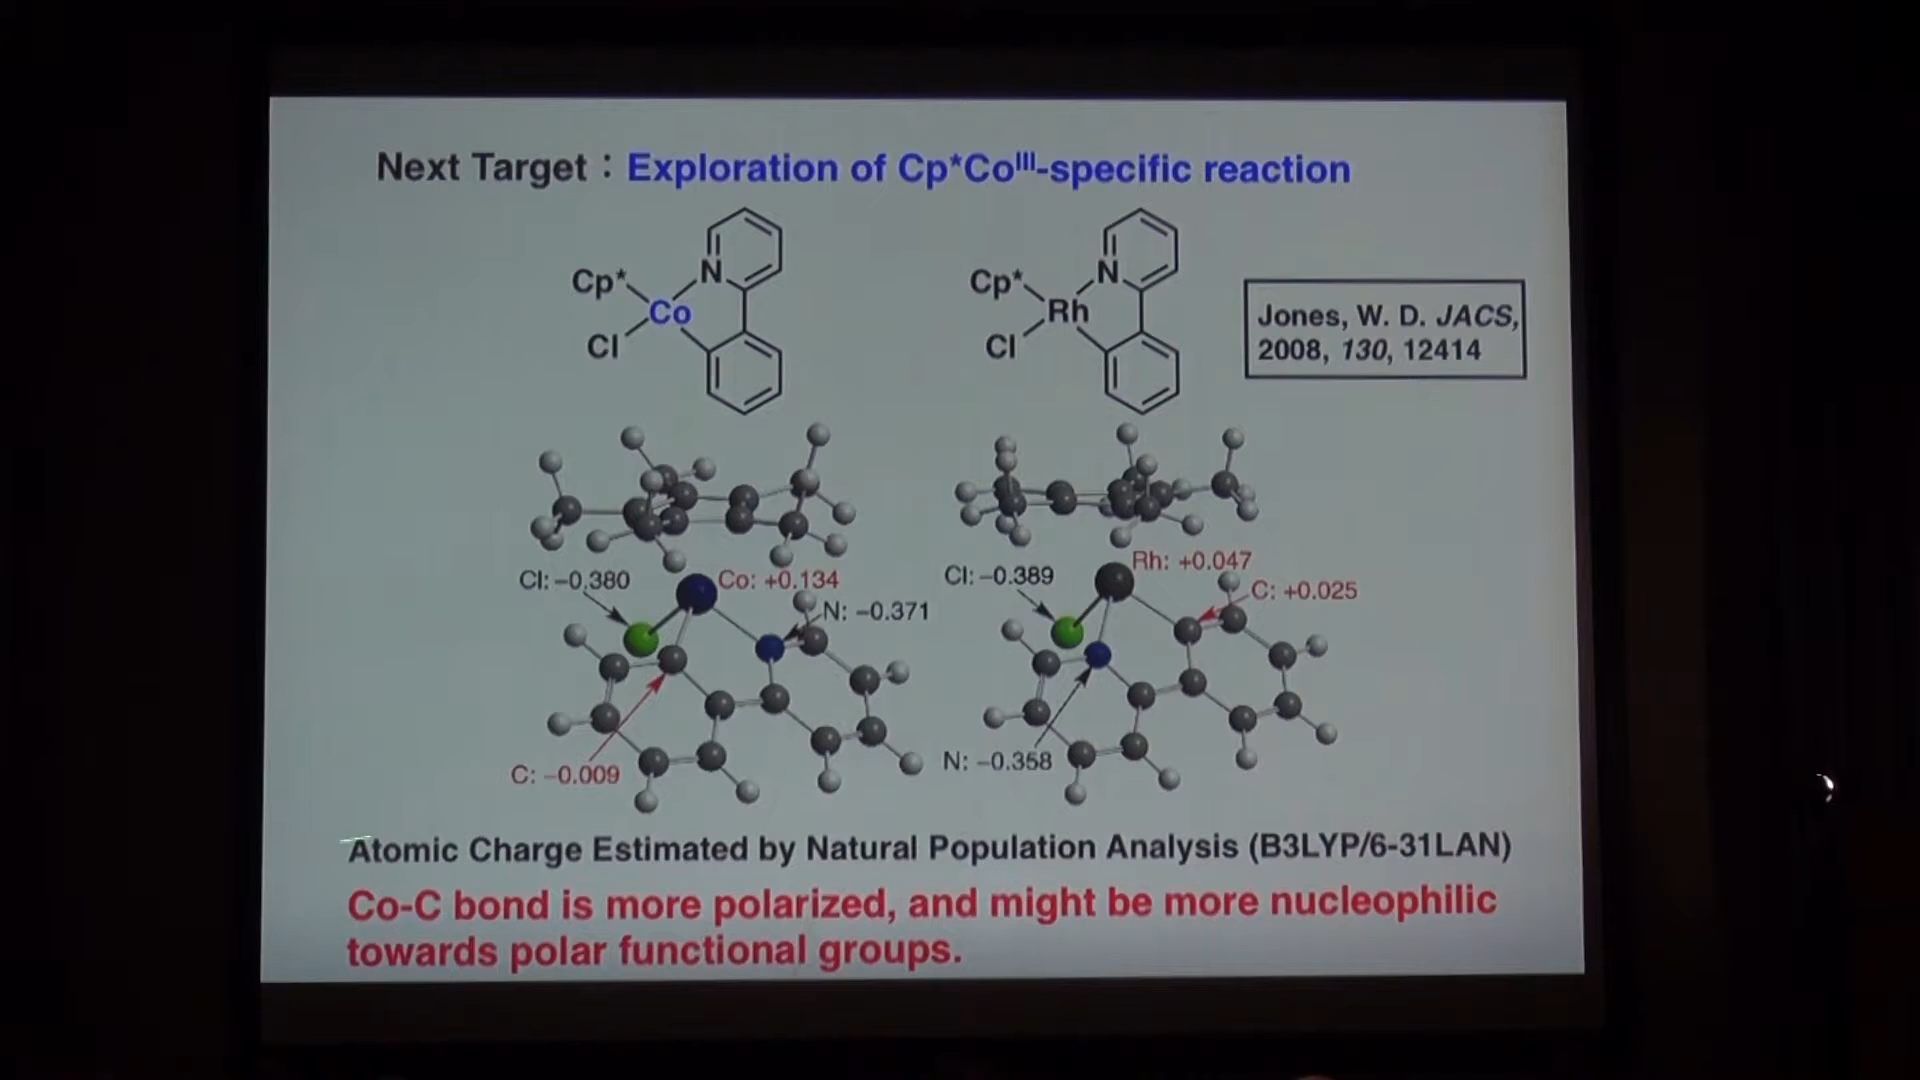 Next Target : Exploration of Cp*Coᴵᴵᴵ-specific reaction
Cp*
N
Co
Cl
Cp*
N
Rh
Cl
Jones, W. D. JACS,
2008, 130, 12414
Cl: −0.380
Co: +0.134
N: −0.371
C: −0.009
Cl: −0.389
Rh: +0.047
C: +0.025
N: −0.358
Atomic Charge Estimated by Natural Population Analysis (B3LYP/6-31LAN)
Co-C bond is more polarized, and might be more nucleophilic
towards polar functional groups.